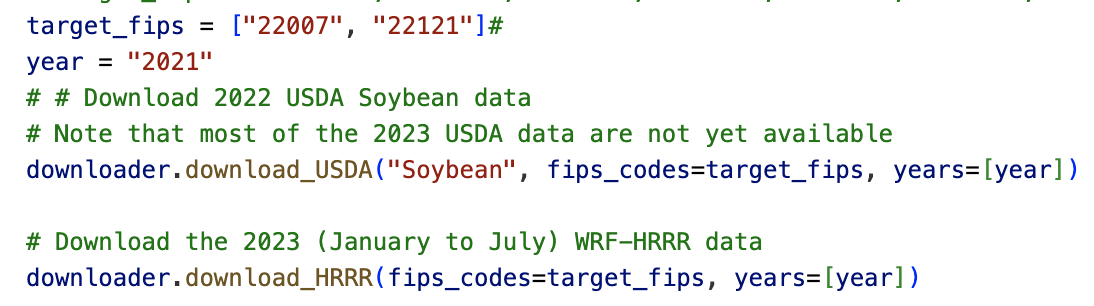 target_fips = ["22007", "22121"]#
year = "2021"
# # Download 2022 USDA Soybean data
# Note that most of the 2023 USDA data are not yet available
downloader.download_USDA("Soybean", fips_codes=target_fips, years=[year])
# Download the 2023 (January to July) WRF-HRRR data
downloader.download_HRRR(fips_codes=target_fips, years=[year])